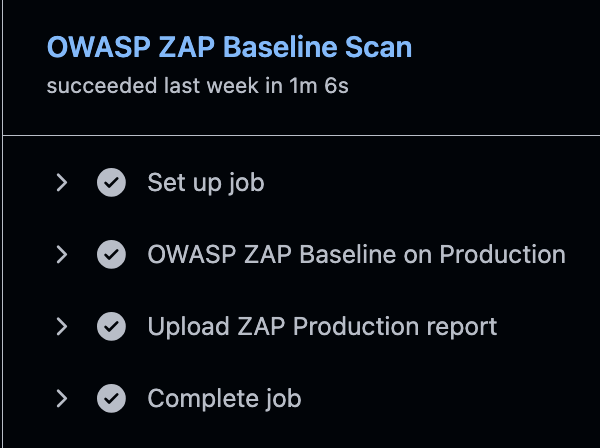 OWASP ZAP Baseline Scan
succeeded last week in 1m 6s
Set up job
OWASP ZAP Baseline on Production
Upload ZAP Production report
Complete job